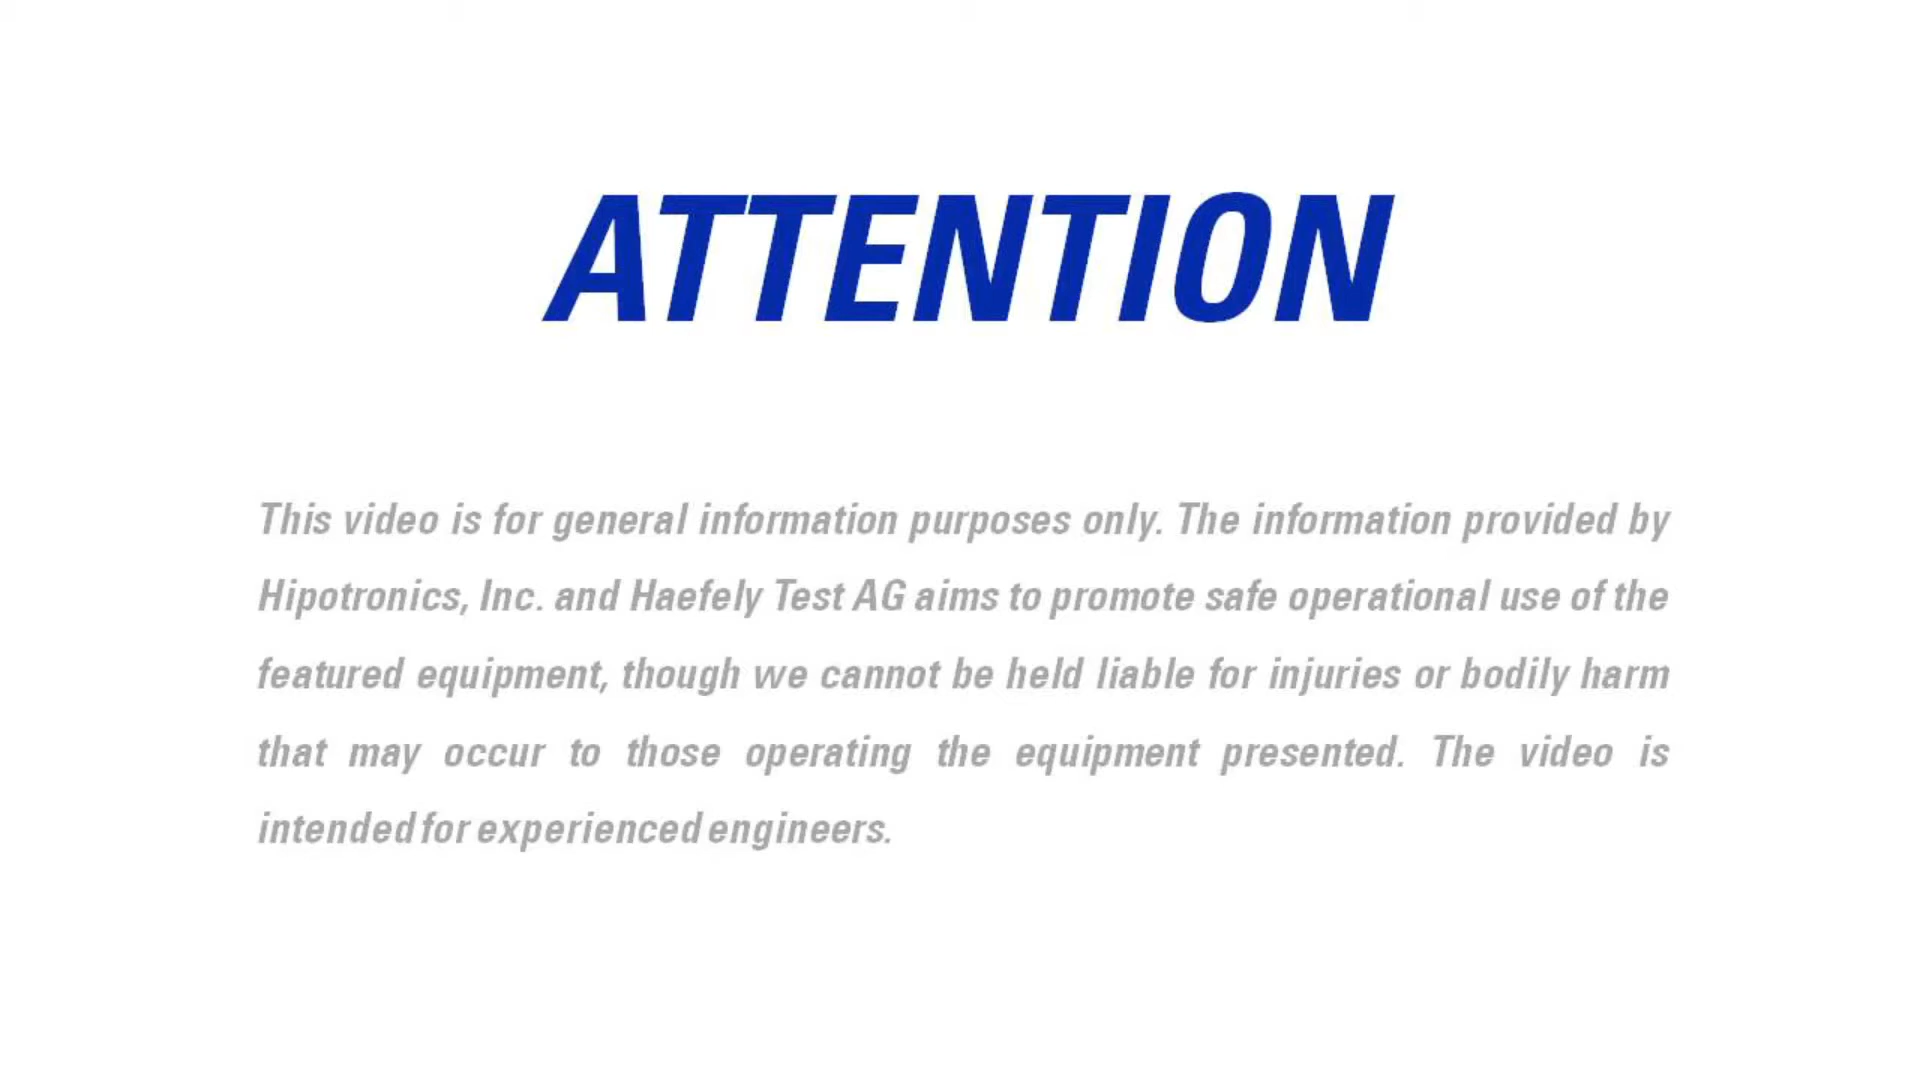 ATTENTION
This video is for general information purposes only. The information provided by
Hipotronics, Inc. and Haefely Test AG aims to promote safe operational use of the
featured equipment, though we cannot be held liable for injuries or bodily harm
that may occur to those operating the equipment presented. The video is
intended for experienced engineers.